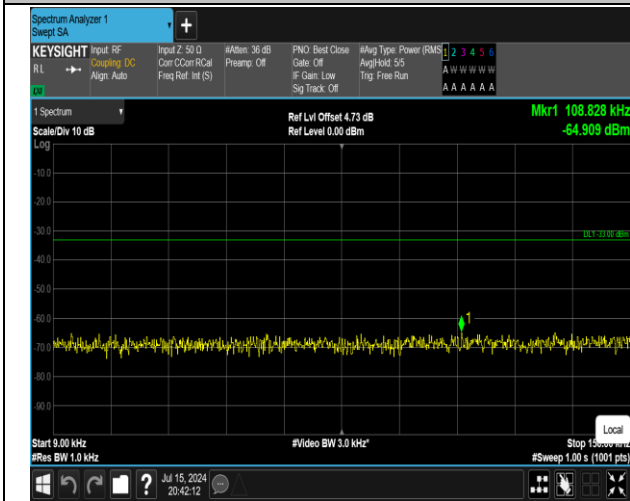 Spectrum Analyzer 1
Swept SA
+
KEYSIGHT
Input: RF
Input Z: 50 Ω
#Atten: 36 dB
PNO: Best Close
#Avg Type: Power (RMS
1 2 3 4 5 6
RL
Coupling: DC
Corr CCorr RCal
Preamp: Off
Gate: Off
Avg|Hold: 5/5
A W W W W W
Align: Auto
Freq Ref: Int (S)
IF Gain: Low
Trig: Free Run
Sig Track: Off
A A A A A A
1 Spectrum
Ref Lvl Offset 4.73 dB
Mkr1 108.828 kHz
Scale/Div 10 dB
Ref Level 0.00 dBm
-64.909 dBm
Log
-10.0
-20.0
-30.0
DL1 -33.00 dBm
-40.0
-50.0
-60.0
1
-70.0
-80.0
-90.0
Local
Start 9.00 kHz
#Video BW 3.0 kHz*
Stop
#Res BW 1.0 kHz
#Sweep 1.00 s (1001 pts)
?
Jul 15, 2024
20:42:12